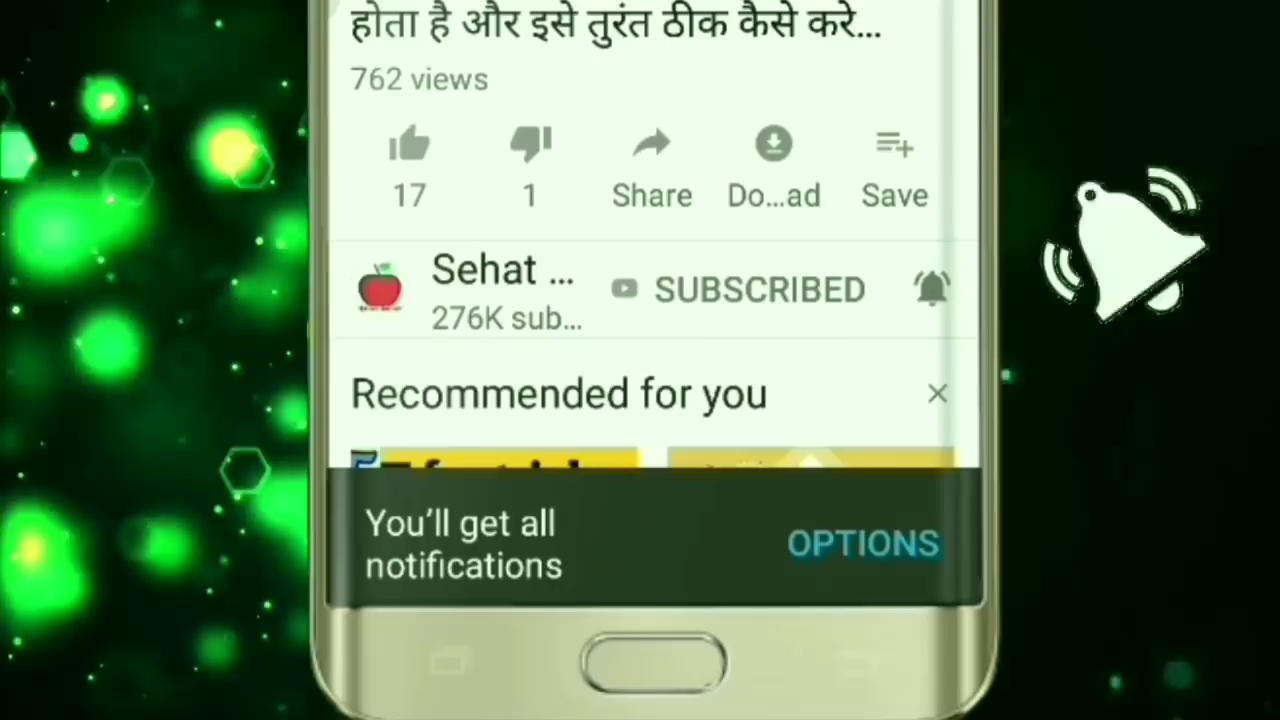 होता है और इसे तुरंत ठीक कैसे करे...
762 views
17
1
Share
Do...ad
Save
Sehat ...
SUBSCRIBED
276K sub...
Recommended for you
You’ll get all
notifications
OPTIONS